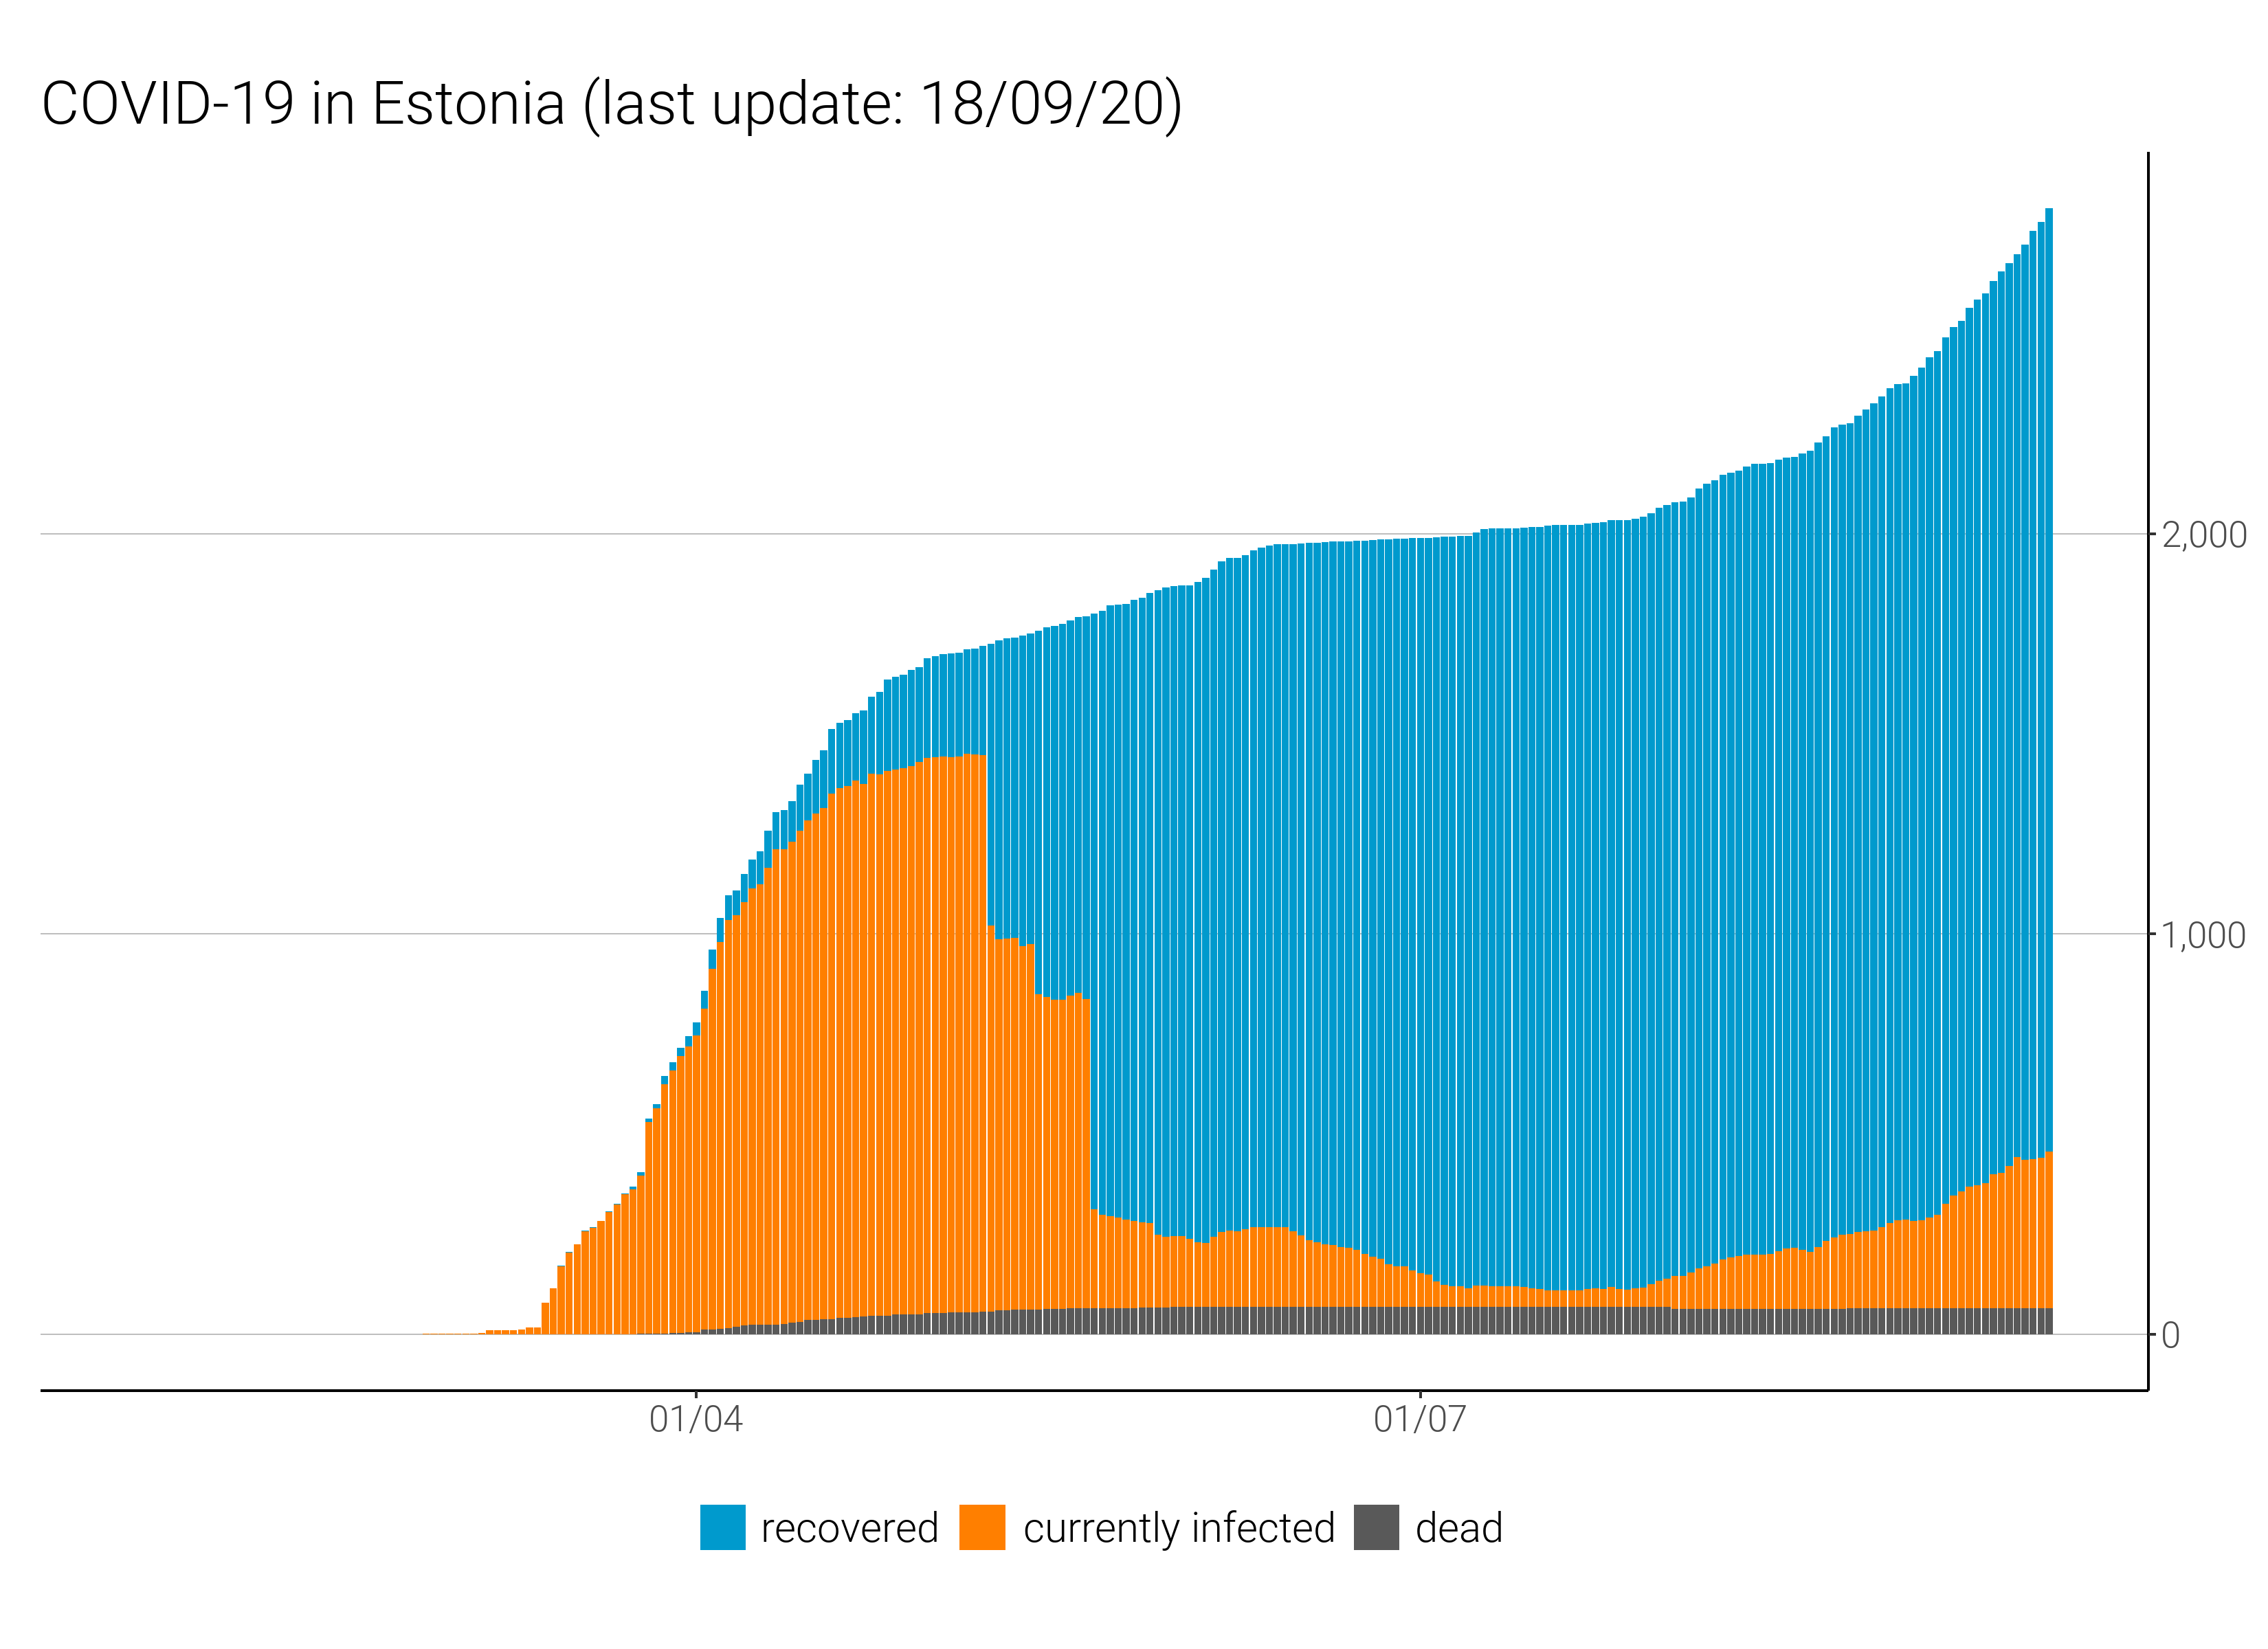 COVID-19 in Estonia (last update: 18/09/20)
2,000
1,000
0
01/04 01/07
recovered currently infected dead